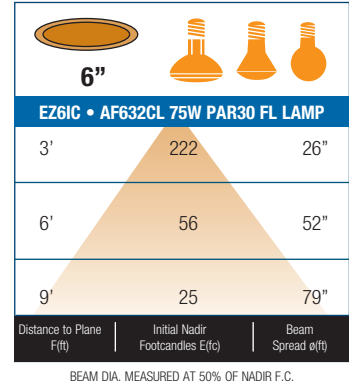 6”
EZ6IC • AF632CL 75W PAR30 FL LAMP
3’ 222 26”
6’ 56 52”
9’ 25 79”
Distance to Plane F(ft) Initial Nadir Footcandles E(fc) Beam Spread ø(ft)
BEAM DIA. MEASURED AT 50% OF NADIR F.C.